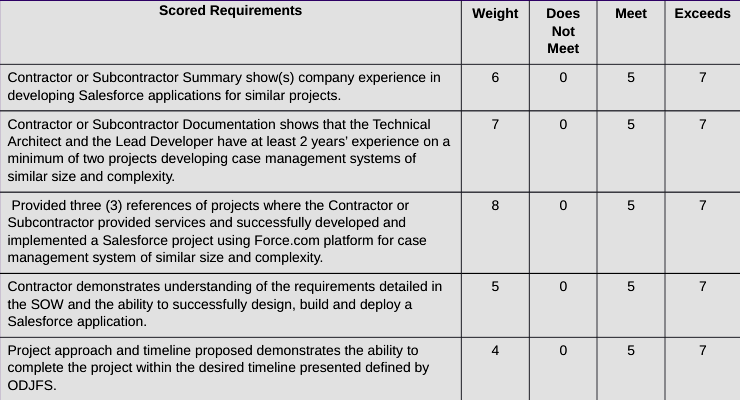 Scored Requirements Weight Does Not Meet Meet Exceeds
Contractor or Subcontractor Summary show(s) company experience in 6 0 5 7
developing Salesforce applications for similar projects.
Contractor or Subcontractor Documentation shows that the Technical 7 0 5 7
Architect and the Lead Developer have at least 2 years’ experience on a
minimum of two projects developing case management systems of
similar size and complexity.
Provided three (3) references of projects where the Contractor or 8 0 5 7
Subcontractor provided services and successfully developed and
implemented a Salesforce project using Force.com platform for case
management system of similar size and complexity.
Contractor demonstrates understanding of the requirements detailed in 5 0 5 7
the SOW and the ability to successfully design, build and deploy a
Salesforce application.
Project approach and timeline proposed demonstrates the ability to 4 0 5 7
complete the project within the desired timeline presented defined by
ODJFS.